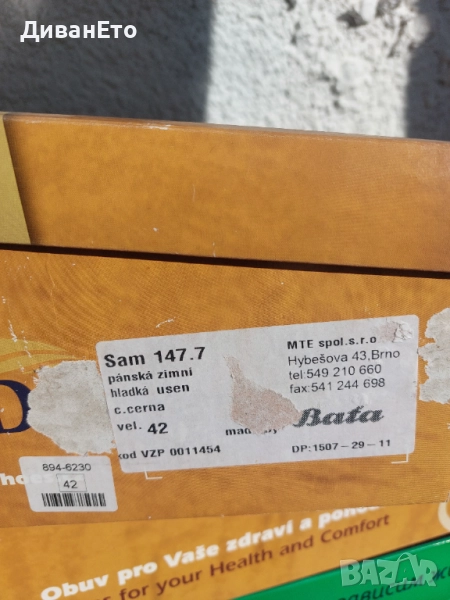 ДиванЕто
Sam 147.7
pánská zimní
hladká usen
c.cerna
vel. 42
kod VZP 0011454
MTE spol.s.r.o
Hybešova 43,Brno
tel:549 210 660
fax:541 244 698
Bata
DP:1507-29-11
894-6230
42
Obuv pro Vaše zdraví a
for your Health and Comfort
BAZAR